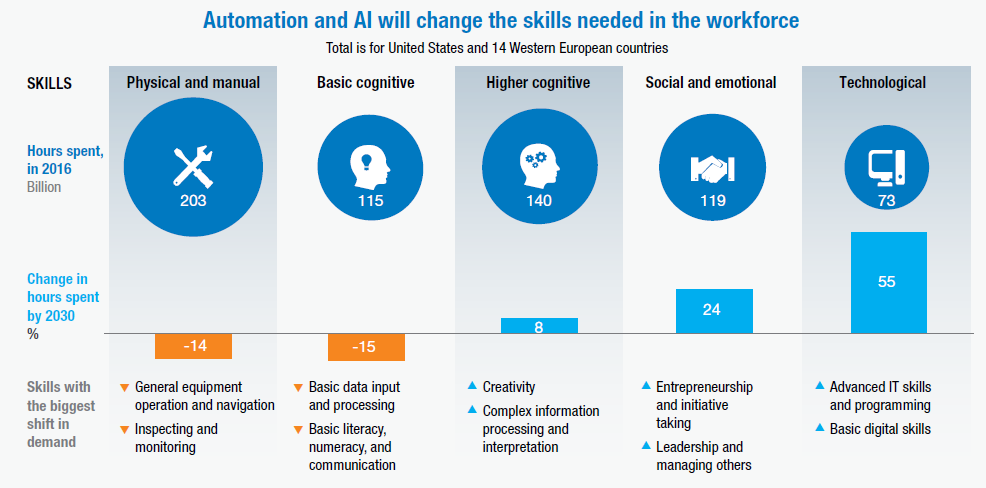 Automation and AI will change the skills needed in the workforce
Total is for United States and 14 Western European countries
SKILLS
Physical and manual
Basic cognitive
Higher cognitive
Social and emotional
Technological
Hours spent,
in 2016
Billion
203
115
140
119
73
Change in
hours spent
by 2030
%
-14
-15
8
24
55
Skills with
the biggest
shift in
demand
General equipment
operation and navigation
Inspecting and
monitoring
Basic data input
and processing
Basic literacy,
numeracy, and
communication
Creativity
Complex information
processing and
interpretation
Entrepreneurship
and initiative
taking
Leadership and
managing others
Advanced IT skills
and programming
Basic digital skills